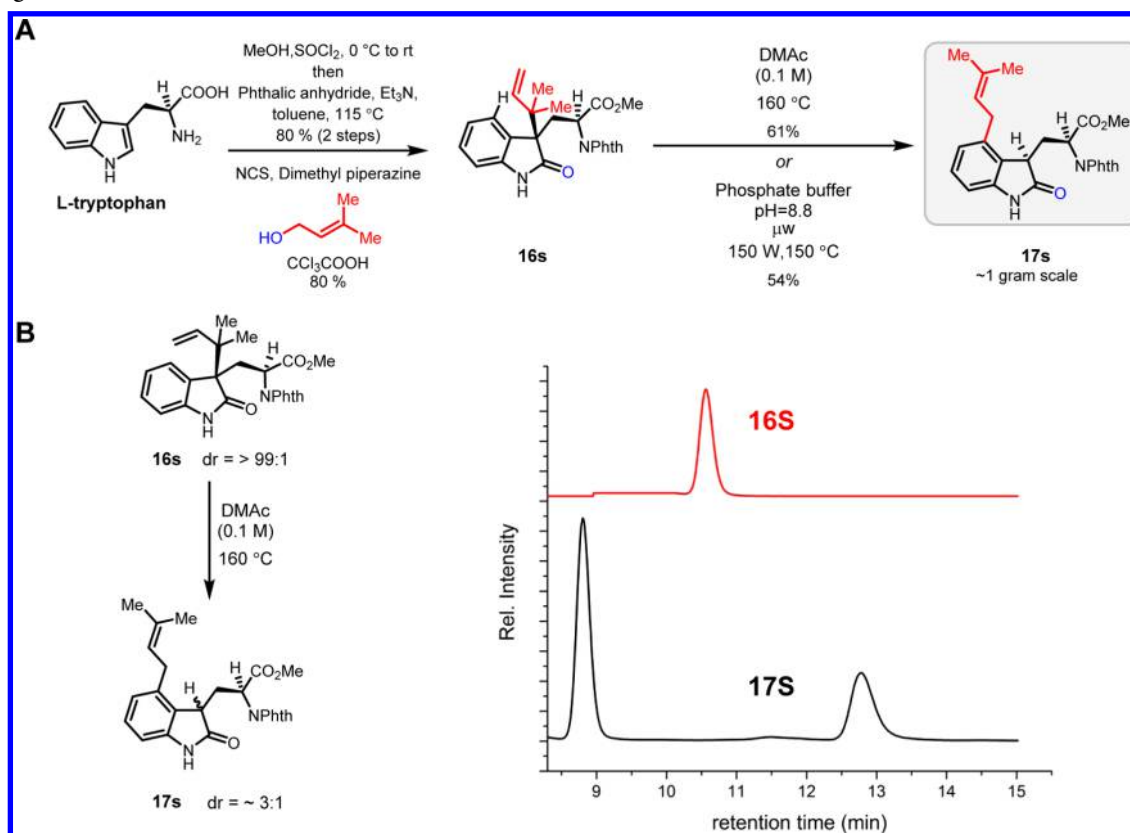 A
MeOH,SOCl2, 0 °C to rt
then
Phthalic anhydride, Et3N,
toluene, 115 °C
80 % (2 steps)
NCS, Dimethyl piperazine
HO
Me
Me
CCl3COOH
80 %
H
COOH
NH2
N
H
L-tryptophan
H
Me
Me
H
CO2Me
NPhth
N
H
O
16s
DMAc
(0.1 M)
160 °C
61%
or
Phosphate buffer
pH=8.8
μw
150 W,150 °C
54%
Me
Me
H
H
CO2Me
NPhth
N
H
O
17s
~1 gram scale
B
Me
Me
H
CO2Me
NPhth
N
H
O
16s dr = > 99:1
DMAc
(0.1 M)
160 °C
Me
Me
H
H
CO2Me
NPhth
N
H
O
17s dr = ~ 3:1
Rel. Intensity
16S
17S
9 10 11 12 13 14 15
retention time (min)